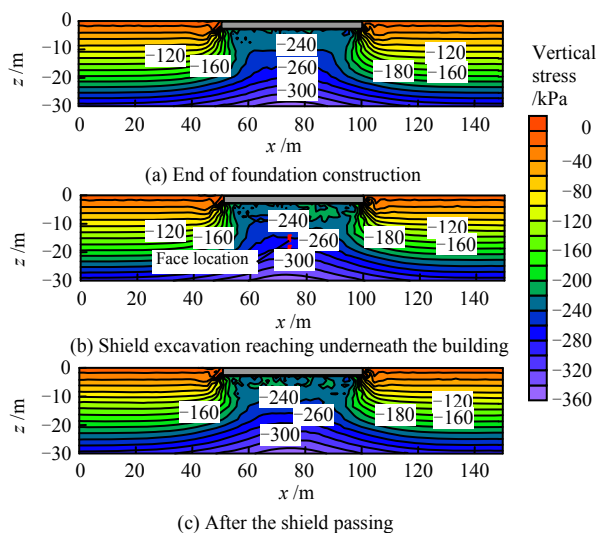 0
−10
−20
−30
z /m
−120
−160
−240
−260
−300
−180
−120
−160
0 20 40 60 80 100 120 140
x /m
(a) End of foundation construction
0
−10
−20
−30
z /m
−120
−160
−240
−260
−300
−180
−120
−160
Face location
0 20 40 60 80 100 120 140
x /m
(b) Shield excavation reaching underneath the building
0
−10
−20
−30
z /m
−160
−240
−260
−300
−180
−120
−160
0 20 40 60 80 100 120 140
x /m
(c) After the shield passing
Vertical
stress
/kPa
0
−40
−80
−120
−160
−200
−240
−280
−320
−360